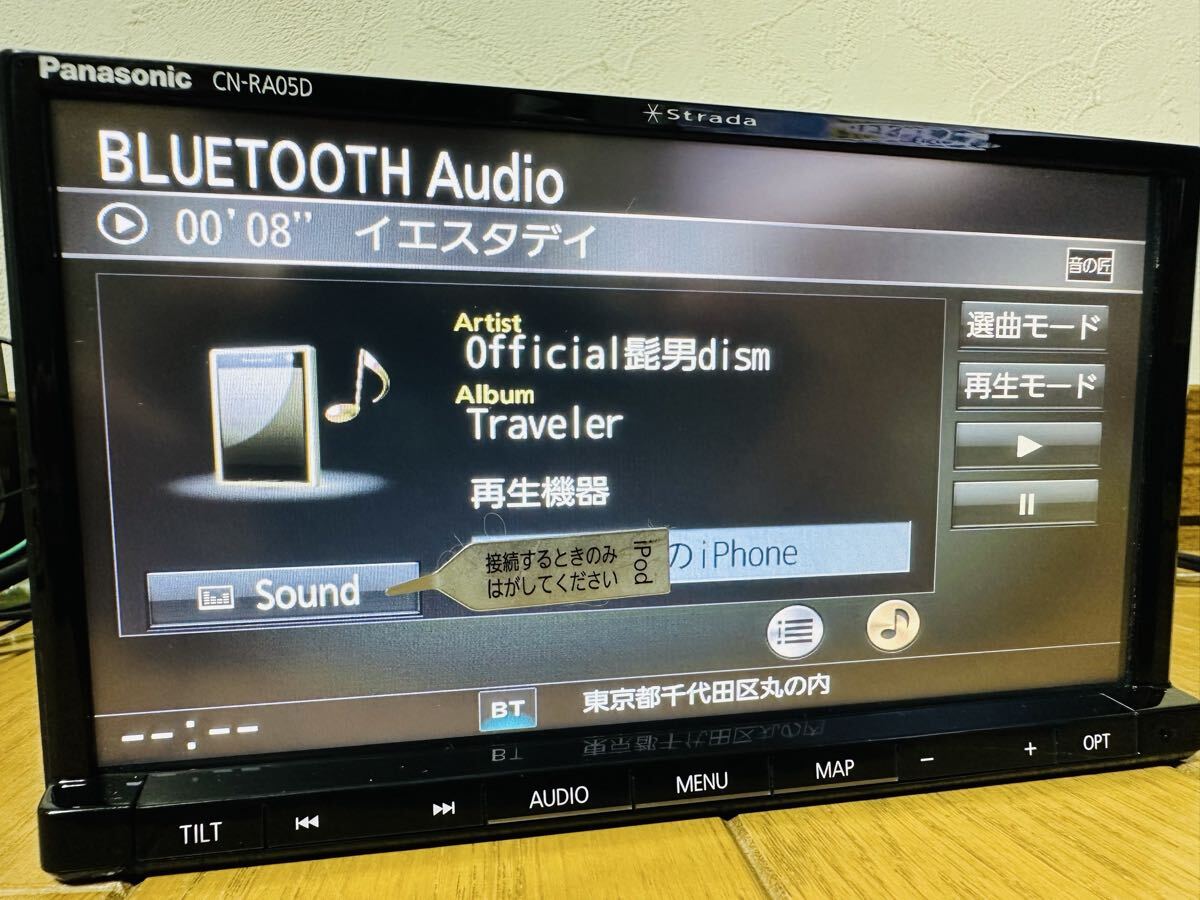 Panasonic CN-RA05D
Strada
BLUETOOTH Audio
00'08" イエスタデイ
音の匠
Artist
Official髭男dism
選曲モード
Album
Traveler
再生モード
再生機器
のiPhone
接続するときのみ
はがしてください
iPod
Sound
--:--
BT
東京都千代田区丸の内
TILT
AUDIO
MENU
MAP
− +
OPT